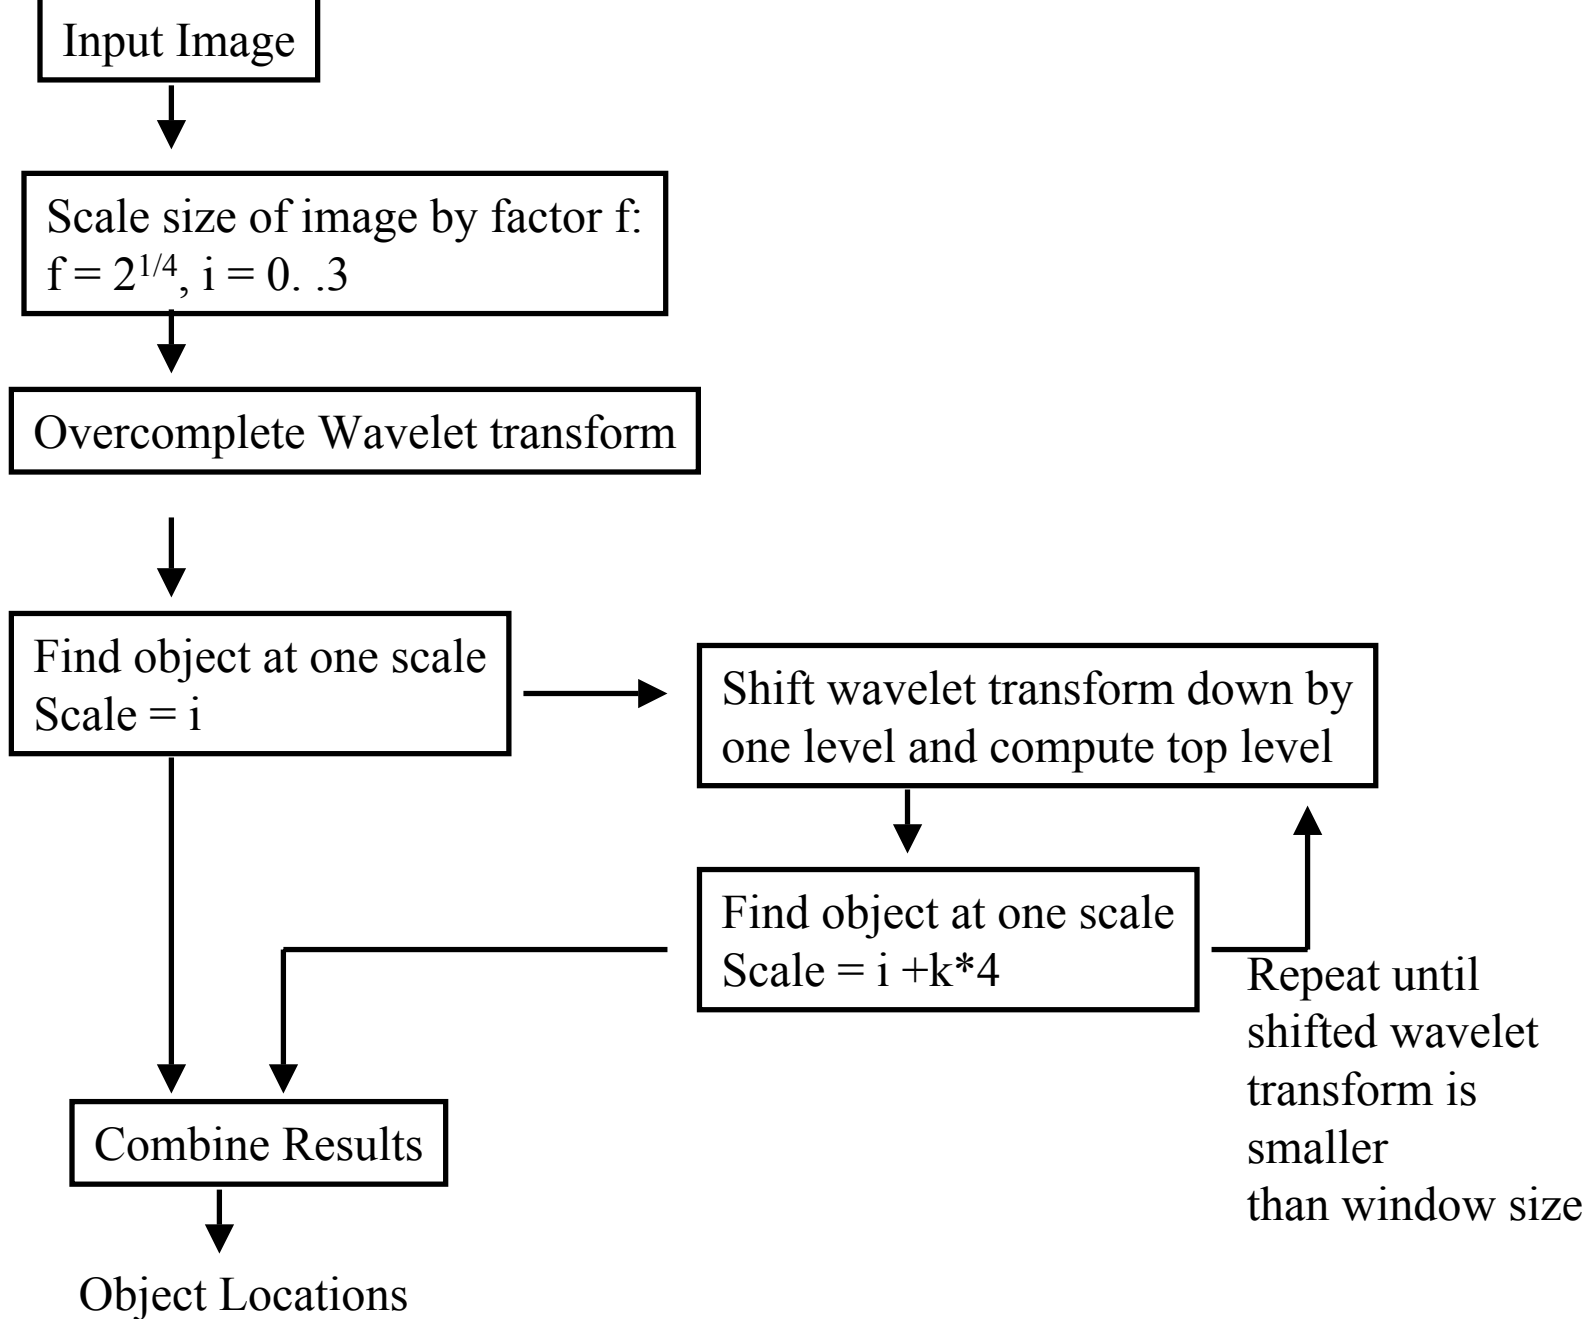 Input Image
Scale size of image by factor f:
f = 2^{1/4}, i = 0. .3
Overcomplete Wavelet transform
Find object at one scale
Scale = i
Shift wavelet transform down by
one level and compute top level
Find object at one scale
Scale = i +k*4
Repeat until
shifted wavelet
transform is
smaller
than window size
Combine Results
Object Locations